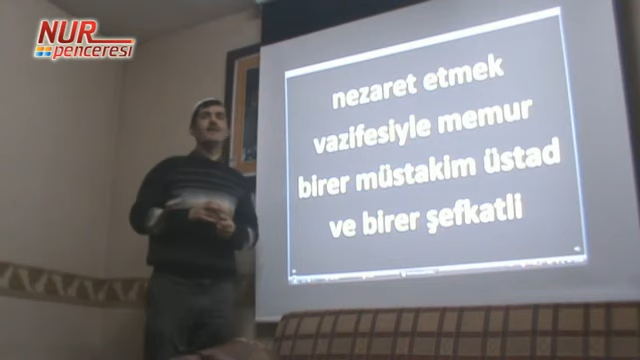 NUR
penceresi
nezaret etmek
vazifesiyle memur
birer müstakim üstad
ve birer şefkatli